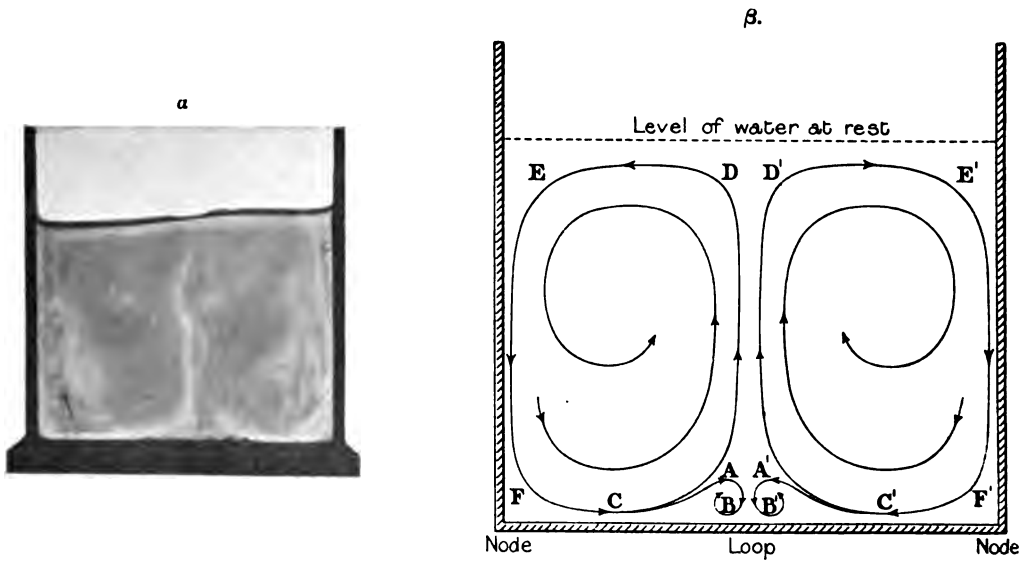 β.
a
Level of water at rest
E D D' E'
A A'
F C B B' C' F'
Node Loop Node